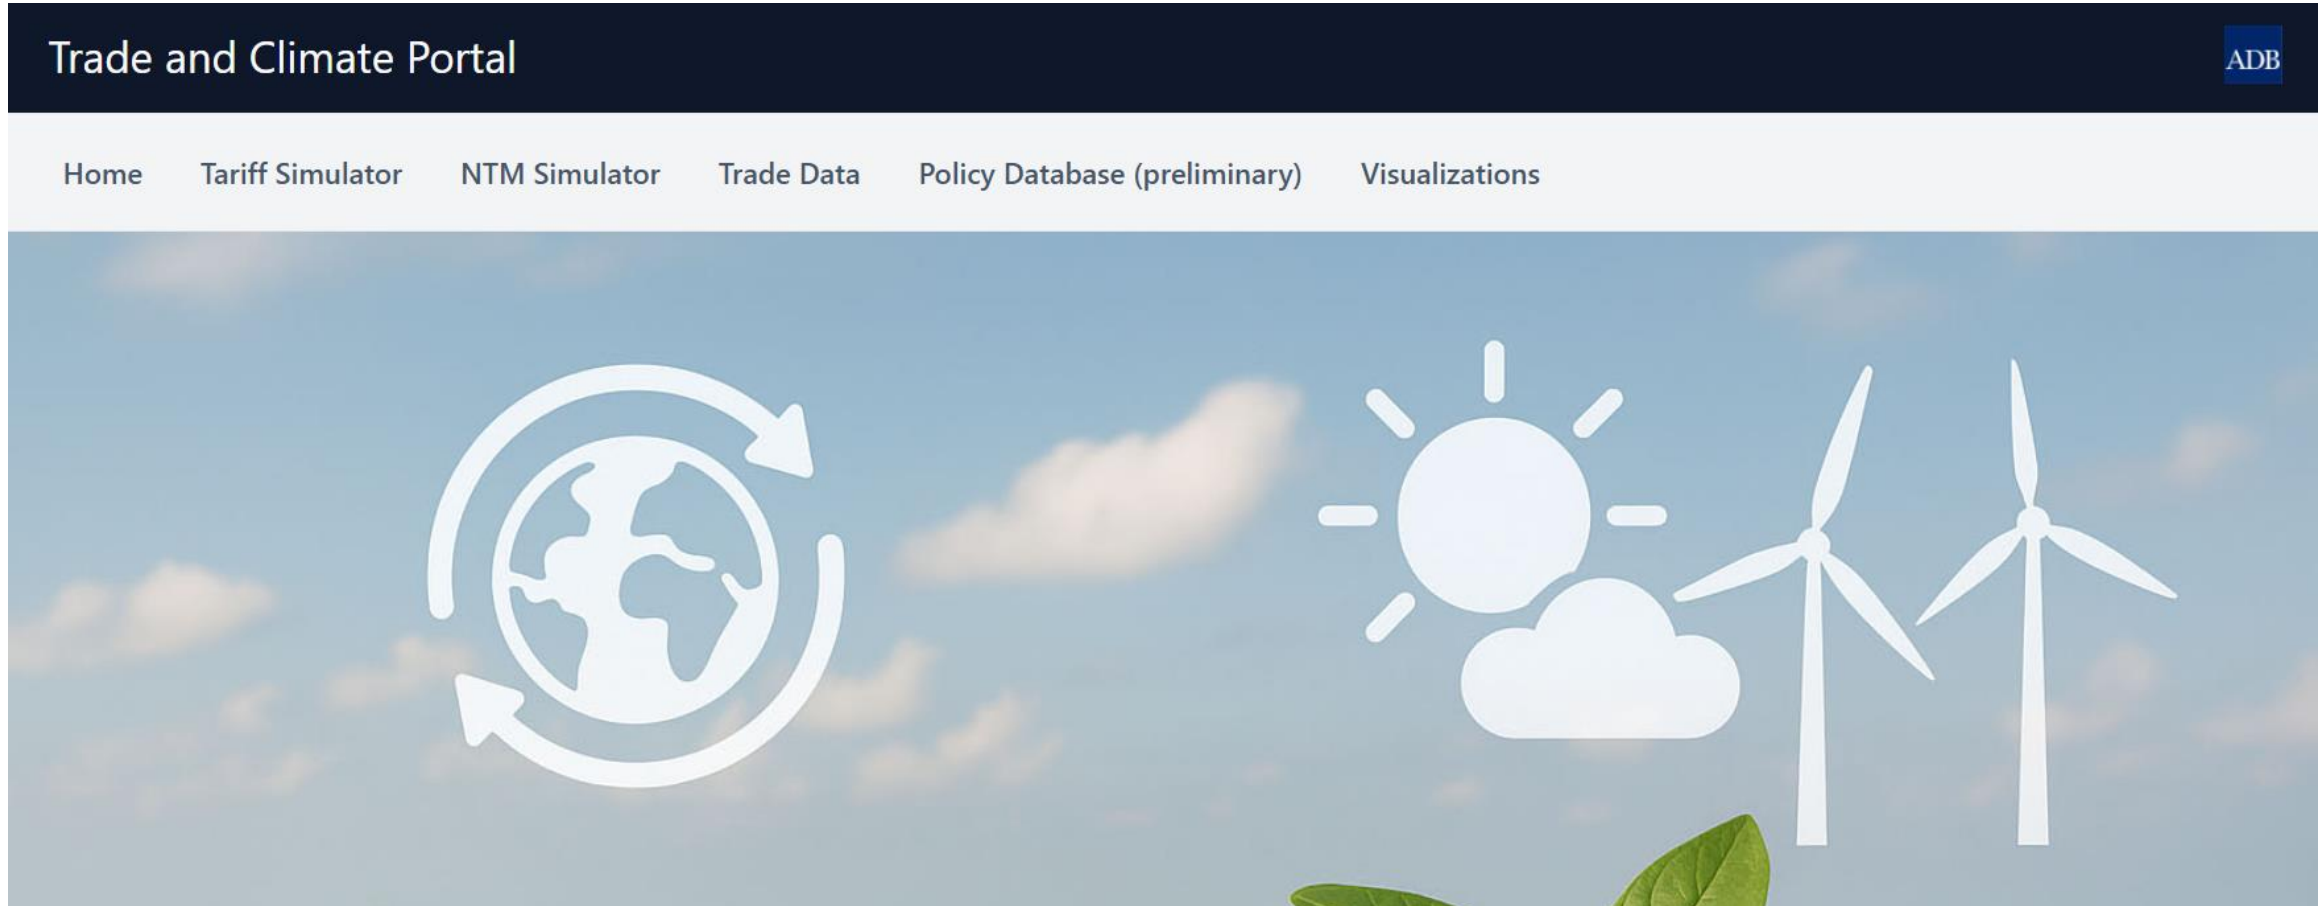 Trade and Climate Portal
ADB
Home Tariff Simulator NTM Simulator Trade Data Policy Database (preliminary) Visualizations